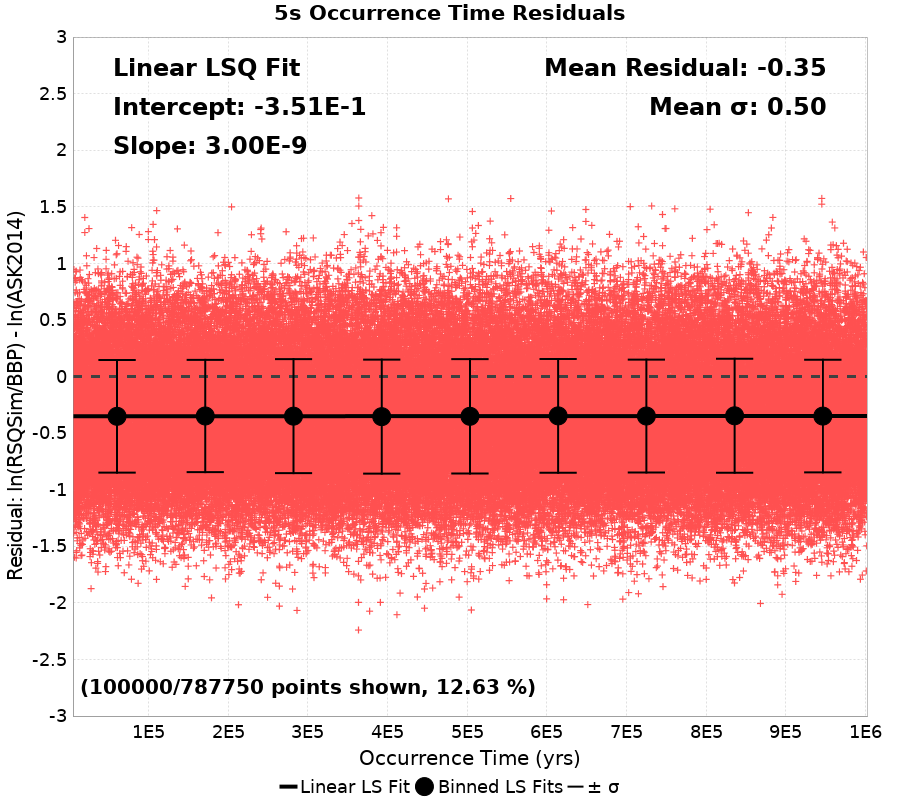 5s Occurrence Time Residuals
Linear LSQ Fit
Mean Residual: -0.35
Intercept: -3.51E-1
Mean σ: 0.50
Slope: 3.00E-9
3
2.5
2
1.5
1
0.5
0
-0.5
-1
-1.5
-2
-2.5
-3
Residual: ln(RSQSim/BBP) - ln(ASK2014)
(100000/787750 points shown, 12.63 %)
1E5 2E5 3E5 4E5 5E5 6E5 7E5 8E5 9E5 1E6
Occurrence Time (yrs)
Linear LS Fit Binned LS Fits ± σ